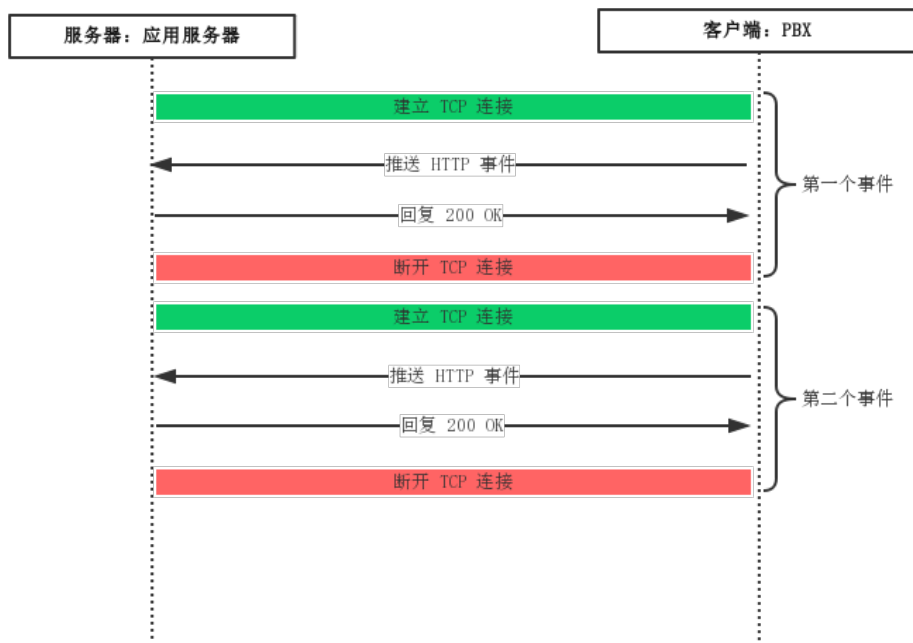 服务器：应用服务器
客户端：PBX
建立 TCP 连接
推送 HTTP 事件
第一个事件
回复 200 OK
断开 TCP 连接
建立 TCP 连接
推送 HTTP 事件
第二个事件
回复 200 OK
断开 TCP 连接